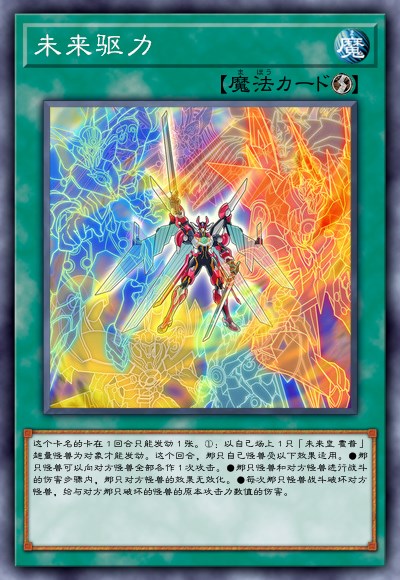 未来驱力
魔
【魔法カード】
まほう
这个卡名的卡在1回合只能发动1张。①：以自己场上1只「未来皇 霍普」
超量怪兽为对象才能发动。这个回合，那只自己怪兽受以下效果适用。●那
只怪兽可以向对方怪兽全部各作1次攻击。●那只怪兽和对方怪兽进行战斗
的伤害步骤内，那只对方怪兽的效果无效化。●每次那只怪兽战斗破坏对方
怪兽，给与对方那只破坏的怪兽的原本攻击力数值的伤害。